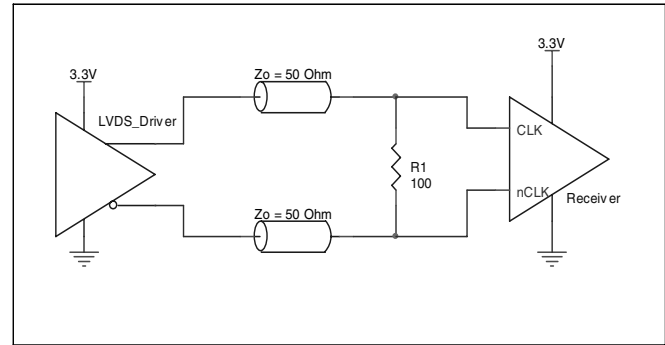 3.3V
LVDS_Driver
Zo = 50 Ohm
3.3V
CLK
R1
100
nCLK
Receiver
Zo = 50 Ohm